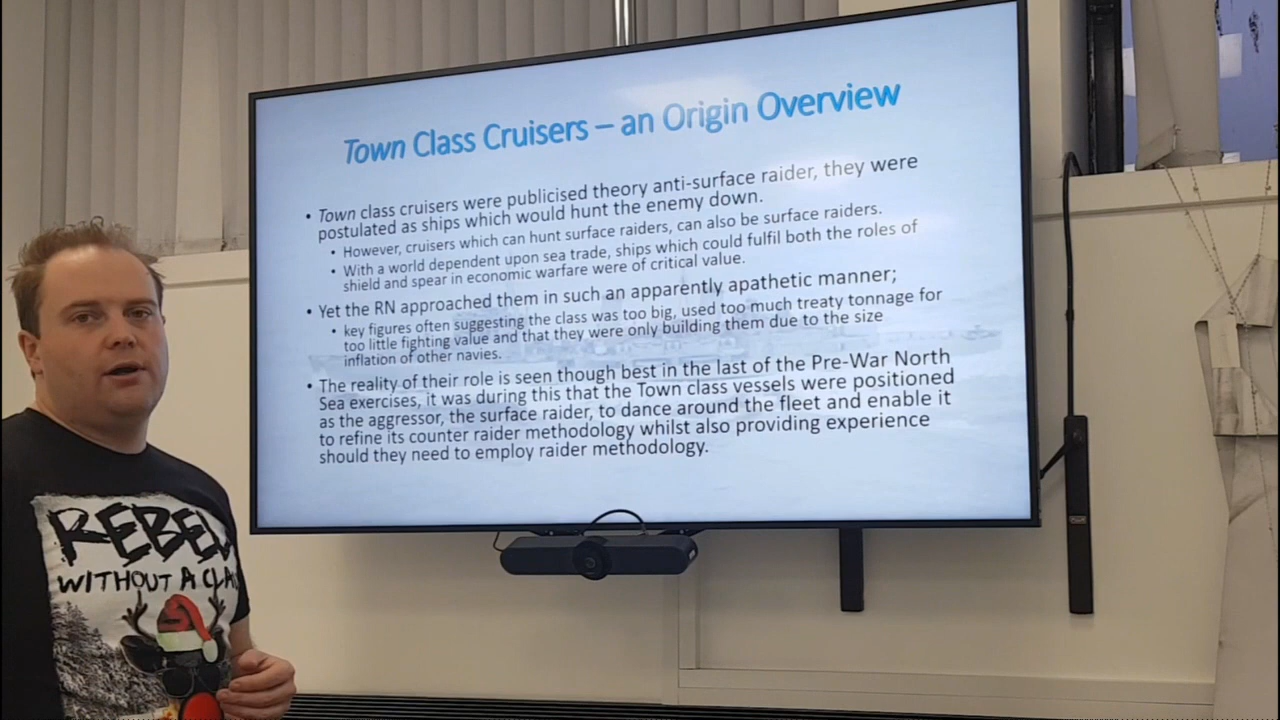 Town Class Cruisers – an Origin Overview
• Town class cruisers were publicised theory anti-surface raider, they were
postulated as ships which would hunt the enemy down.
• However, cruisers which can hunt surface raiders, can also be surface raiders.
• With a world dependent upon sea trade, ships which could fulfil both the roles of
shield and spear in economic warfare were of critical value.
• Yet the RN approached them in such an apparently apathetic manner;
• key figures often suggesting the class was too big, used too much treaty tonnage for
too little fighting value and that they were only building them due to the size
inflation of other navies.
• The reality of their role is seen though best in the last of the Pre-War North
Sea exercises, it was during this that the Town class vessels were positioned
as the aggressor, the surface raider, to dance around the fleet and enable it
to refine its counter raider methodology whilst also providing experience
should they need to employ raider methodology.
REBEL
WITHOUT A CLA